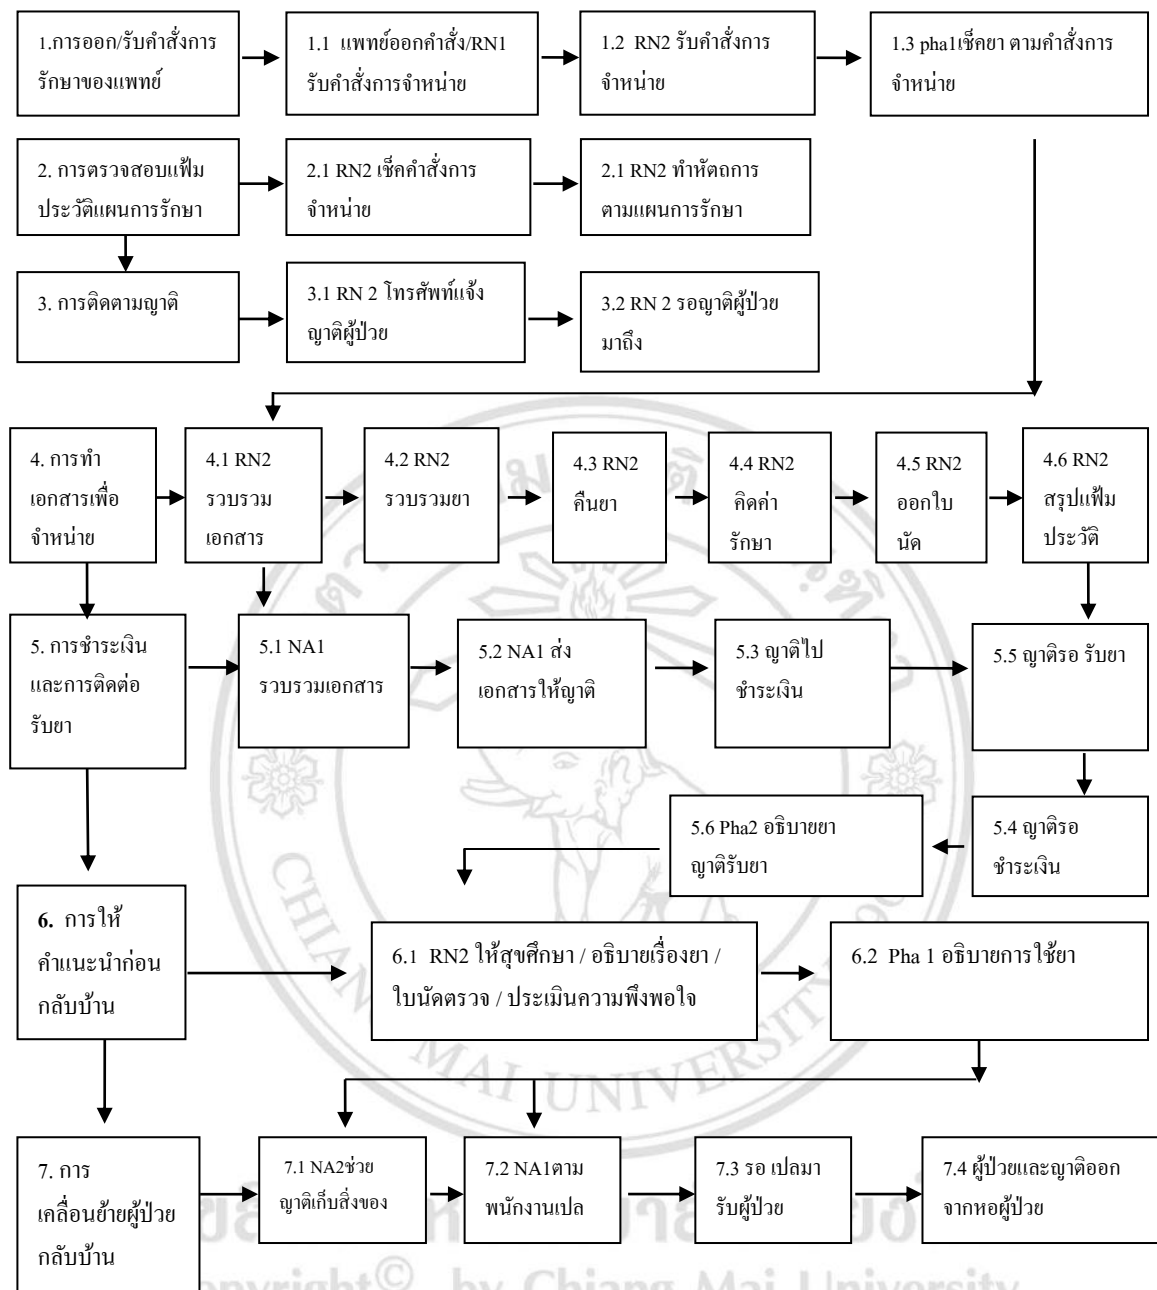 1.การออก/รับคำสั่งการ
รักษาของแพทย์
1.1 แพทย์ออกคำสั่ง/RN1
รับคำสั่งการจำหน่าย
1.2 RN2 รับคำสั่งการ
จำหน่าย
1.3 pha1เช็คยา ตามคำสั่งการ
จำหน่าย
2. การตรวจสอบแฟ้ม
ประวัติแผนการรักษา
2.1 RN2 เช็คคำสั่งการ
จำหน่าย
2.1 RN2 ทำหัตถการ
ตามแผนการรักษา
3. การติดตามญาติ
3.1 RN 2 โทรศัพท์แจ้ง
ญาติผู้ป่วย
3.2 RN 2 รอญาติผู้ป่วย
มาถึง
4. การทำ
เอกสารเพื่อ
จำหน่าย
4.1 RN2
รวบรวม
เอกสาร
4.2 RN2
รวบรวมยา
4.3 RN2
คืนยา
4.4 RN2
คิดค่า
รักษา
4.5 RN2
ออกใบ
นัด
4.6 RN2
สรุปแฟ้ม
ประวัติ
5. การชำระเงิน
และการติดต่อ
รับยา
5.1 NA1
รวบรวมเอกสาร
5.2 NA1 ส่ง
เอกสารให้ญาติ
5.3 ญาติไป
ชำระเงิน
5.5 ญาติรอ รับยา
5.6 Pha2 อธิบายยา
ญาติรับยา
5.4 ญาติรอ
ชำระเงิน
6. การให้
คำแนะนำก่อน
กลับบ้าน
6.1 RN2 ให้สุขศึกษา / อธิบายเรื่องยา /
ใบนัดตรวจ / ประเมินความพึงพอใจ
6.2 Pha 1 อธิบายการใช้ยา
7. การ
เคลื่อนย้ายผู้ป่วย
กลับบ้าน
7.1 NA2ช่วย
ญาติเก็บสิ่งของ
7.2 NA1ตาม
พนักงานเปล
7.3 รอ เปลมา
รับผู้ป่วย
7.4 ผู้ป่วยและญาติออก
จากหอผู้ป่วย
CHIANG MAI UNIVERSITY
by Chiang Mai University